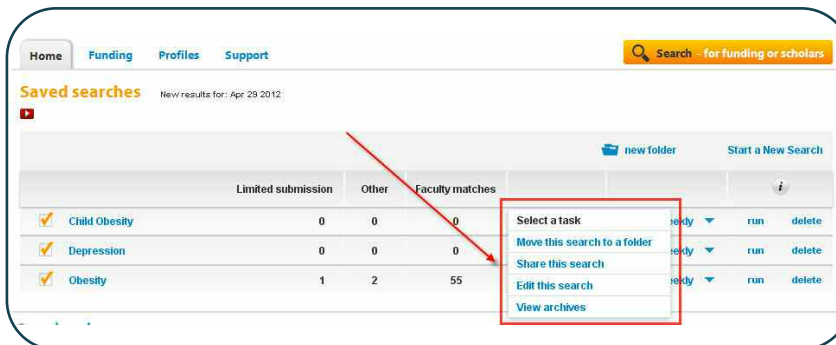 Home Funding Profiles Support Search - for funding or scholars
Saved searches New results for: Apr 29 2012
new folder Start a New Search
Limited submission Other Faculty matches i
Child Obesity 0 0 0 Select a task run delete
Move this search to a folder
Depression 0 0 0 run delete
Share this search
Obesity 1 2 55 Edit this search run delete
View archives